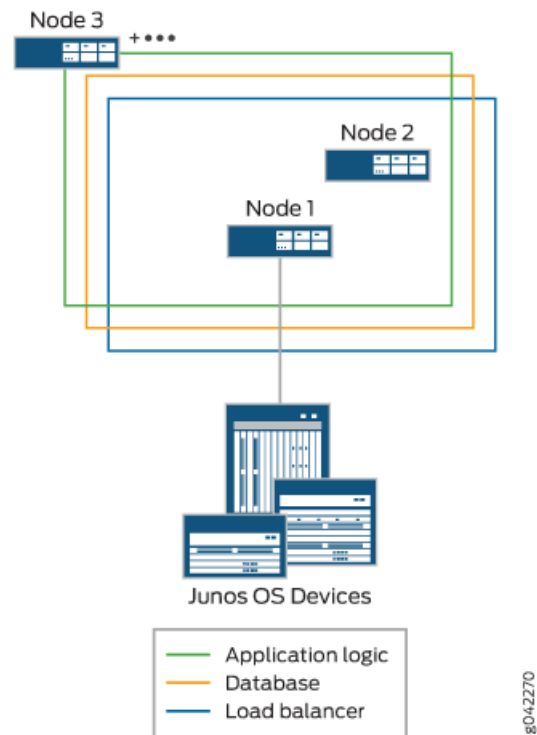 Node 3
+•••
Node 2
Node 1
Junos OS Devices
Application logic
Database
Load balancer
g042270